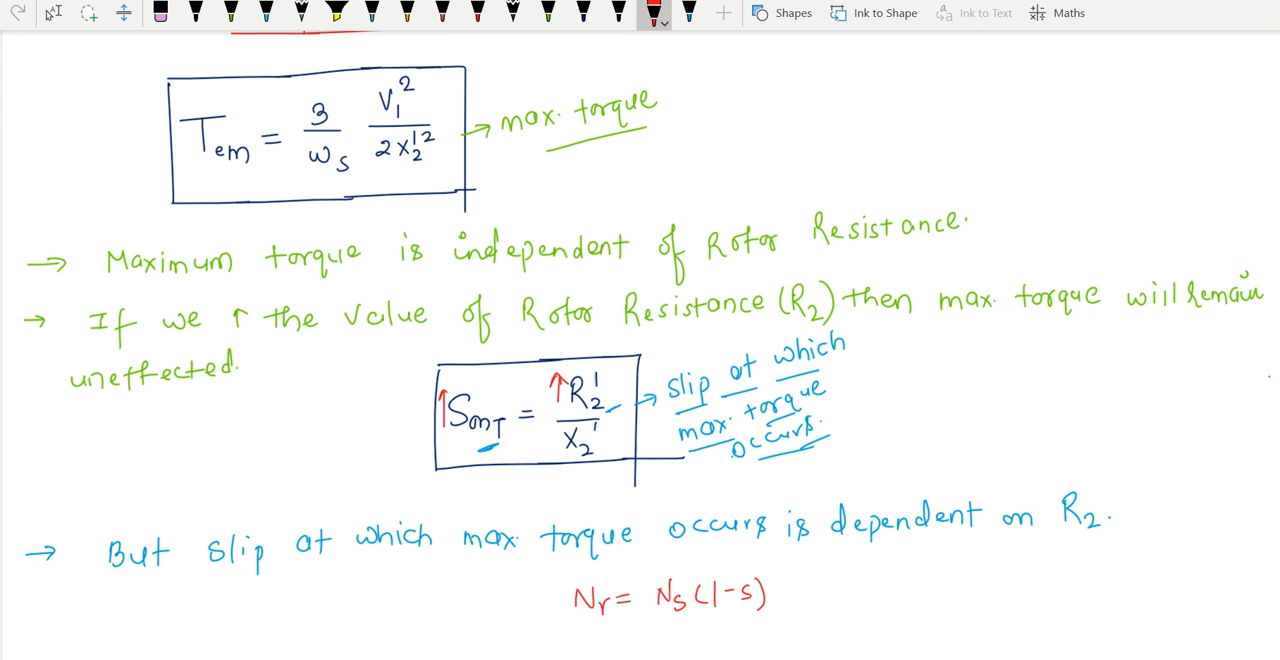 Shapes Ink to Shape Ink to Text Maths
Tem = 3/ωs V1²/2X2'² → max. torque
→ Maximum torque is independent of Rotor Resistance.
→ If we ↑ the value of Rotor Resistance (R2) then max. torque will remain
uneffected.
↑SmT = ↑R2'/X2' → slip at which
max. torque
occurs.
→ But slip at which max. torque occurs is dependent on R2.
Nr = Ns(1-s)